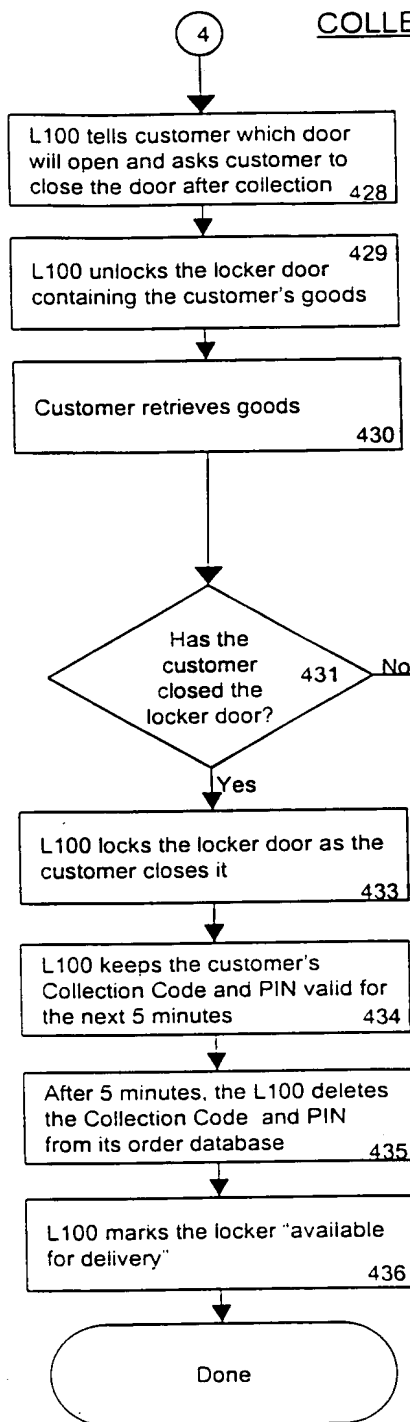 4
COLLE
L100 tells customer which door
will open and asks customer to
close the door after collection
428
429
L100 unlocks the locker door
containing the customer's goods
Customer retrieves goods
430
Has the
customer
closed the
locker door?
431
No
Yes
L100 locks the locker door as the
customer closes it
433
L100 keeps the customer's
Collection Code and PIN valid for
the next 5 minutes
434
After 5 minutes, the L100 deletes
the Collection Code and PIN
from its order database
435
L100 marks the locker "available
for delivery"
436
Done